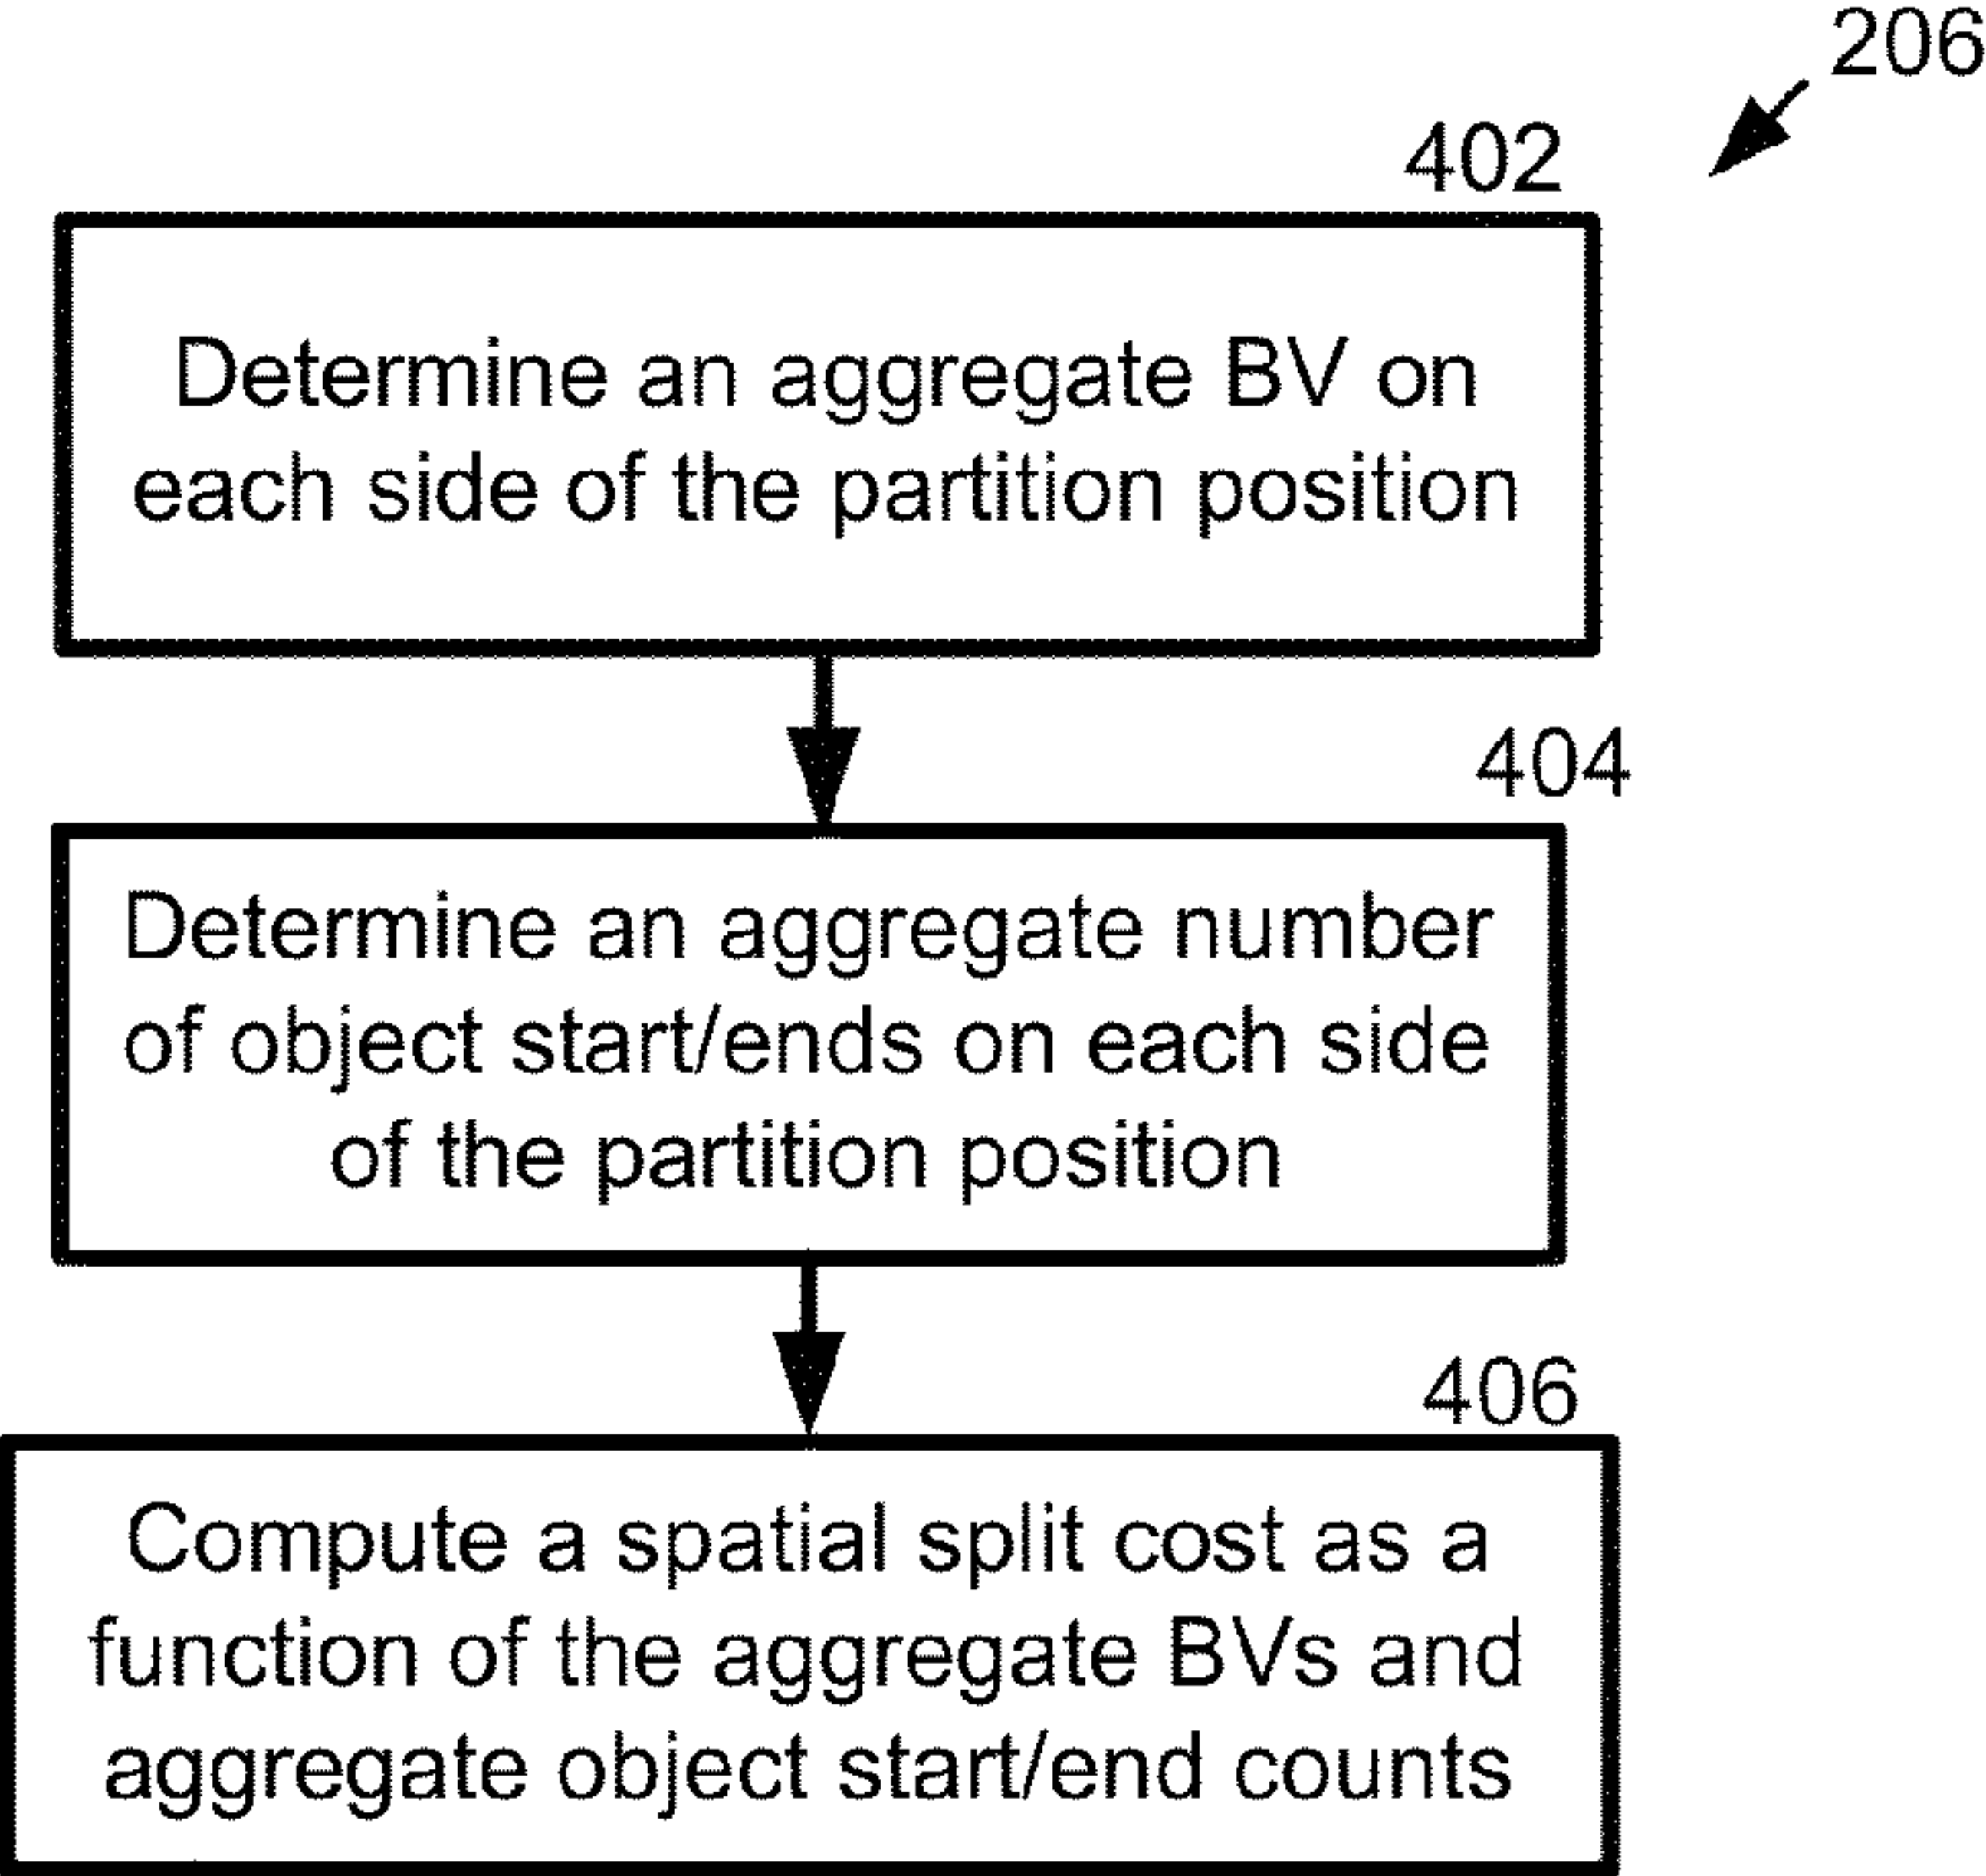 206
402
Determine an aggregate BV on
each side of the partition position
404
Determine an aggregate number
of object start/ends on each side
of the partition position
406
Compute a spatial split cost as a
function of the aggregate BVs and
aggregate object start/end counts